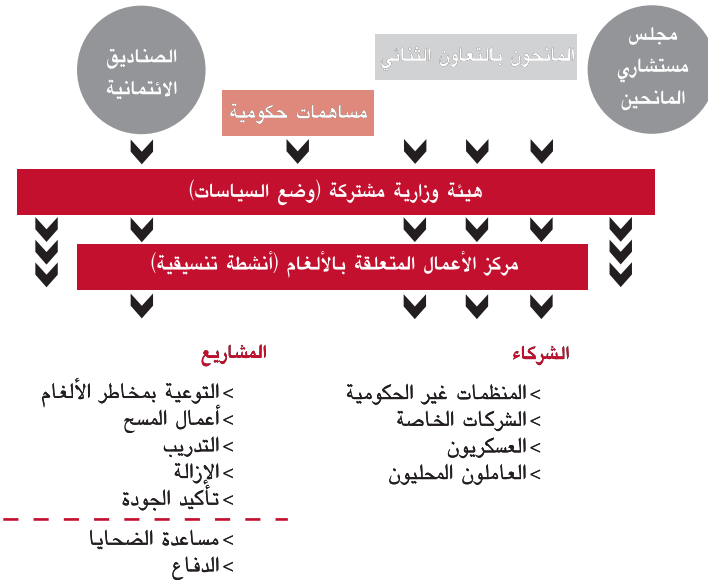 مجلس
مستشاري
المانحين
المانحون بالتعاون الثنائي
مساهمات حكومية
الصناديق
الائتمانية
هيئة وزارية مشتركة (وضع السياسات)
مركز الأعمال المتعلقة بالألغام (أنشطة تنسيقية)
الشركاء
>المنظمات غير الحكومية
>الشركات الخاصة
>العسكريون
>العاملون المحليون
المشاريع
>التوعية بمخاطر الألغام
>أعمال المسح
>التدريب
>الإزالة
>تأكيد الجودة
>مساعدة الضحايا
>الدفاع